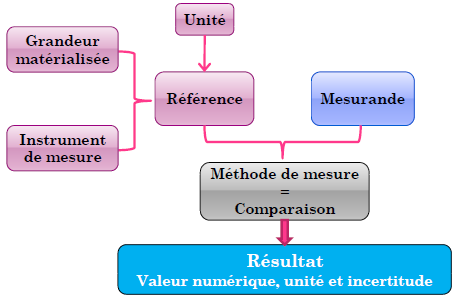 Unité
Grandeur
matérialisée
Référence
Mesurande
Instrument
de mesure
Méthode de mesure
=
Comparaison
Résultat
Valeur numérique, unité et incertitude